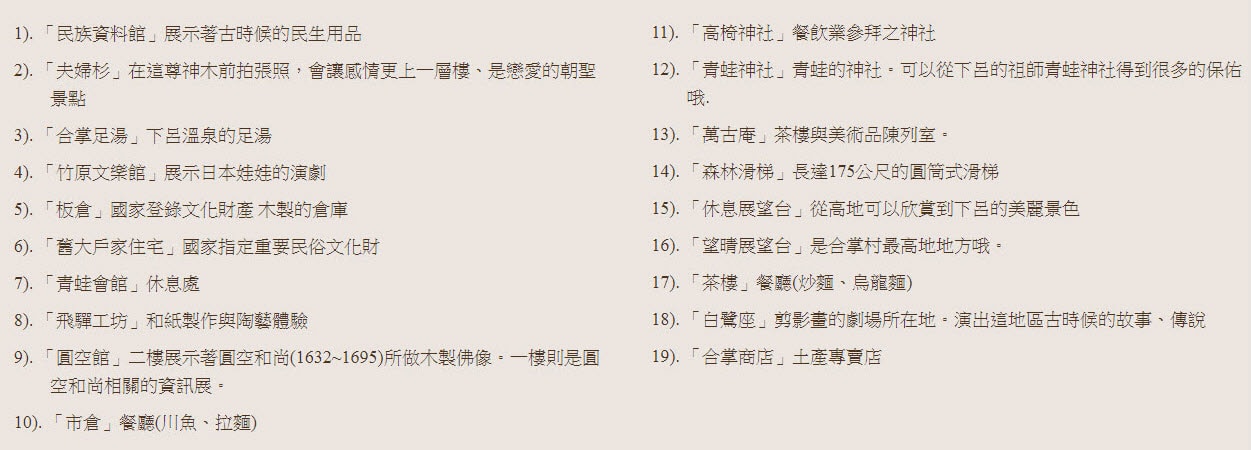 1). 「民族資料館」展示著古時候的民生用品
2). 「夫婦杉」在這尊神木前拍張照，會讓感情更上一層樓、是戀愛的朝聖
景點
3). 「合掌足湯」下呂溫泉的足湯
4). 「竹原文樂館」展示日本娃娃的演劇
5). 「板倉」國家登錄文化財產 木製的倉庫
6). 「舊大戶家住宅」國家指定重要民俗文化財
7). 「青蛙會館」休息處
8). 「飛驒工坊」和紙製作與陶藝體驗
9). 「圓空館」二樓展示著圓空和尚(1632~1695)所做木製佛像。一樓則是圓
空和尚相關的資訊展。
10). 「市倉」餐廳(川魚、拉麵)
11). 「高椅神社」餐飲業參拜之神社
12). 「青蛙神社」青蛙的神社。可以從下呂的祖師青蛙神社得到很多的保佑
哦.
13). 「萬古庵」茶樓與美術品陳列室。
14). 「森林滑梯」長達175公尺的圓筒式滑梯
15). 「休息展望台」從高地可以欣賞到下呂的美麗景色
16). 「望晴展望台」是合掌村最高地地方哦。
17). 「茶樓」餐廳(炒麵、烏龍麵)
18). 「白鷺座」剪影畫的劇場所在地。演出這地區古時候的故事、傳說
19). 「合掌商店」土產專賣店